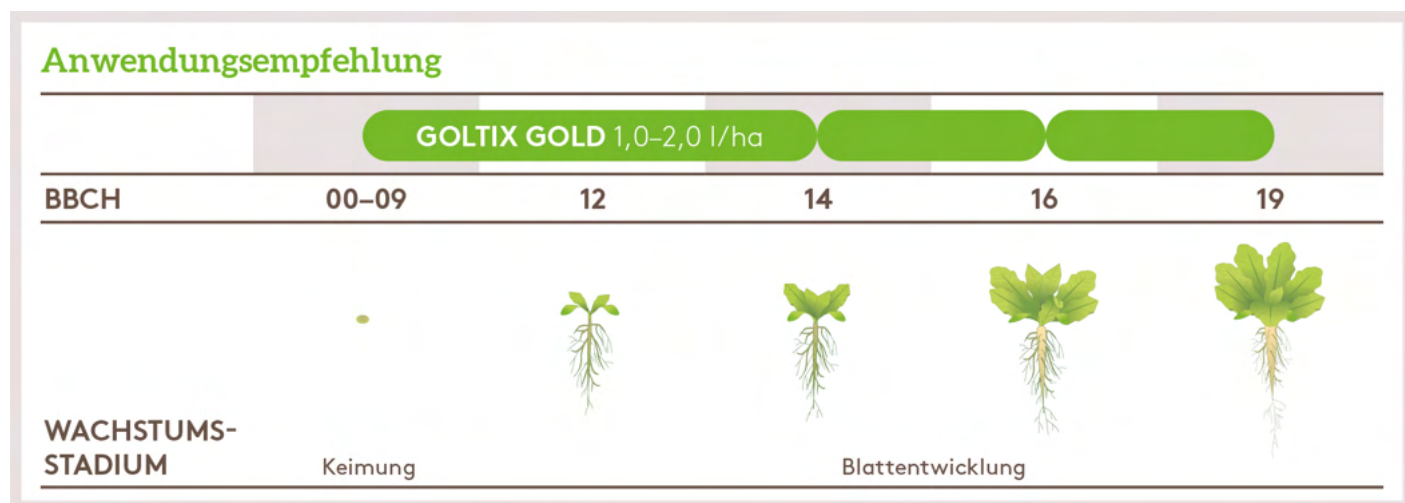 Anwendungsempfehlung
GOLTIX GOLD 1,0–2,0 l/ha
BBCH 00–09 12 14 16 19
WACHSTUMS-
STADIUM Keimung Blattentwicklung